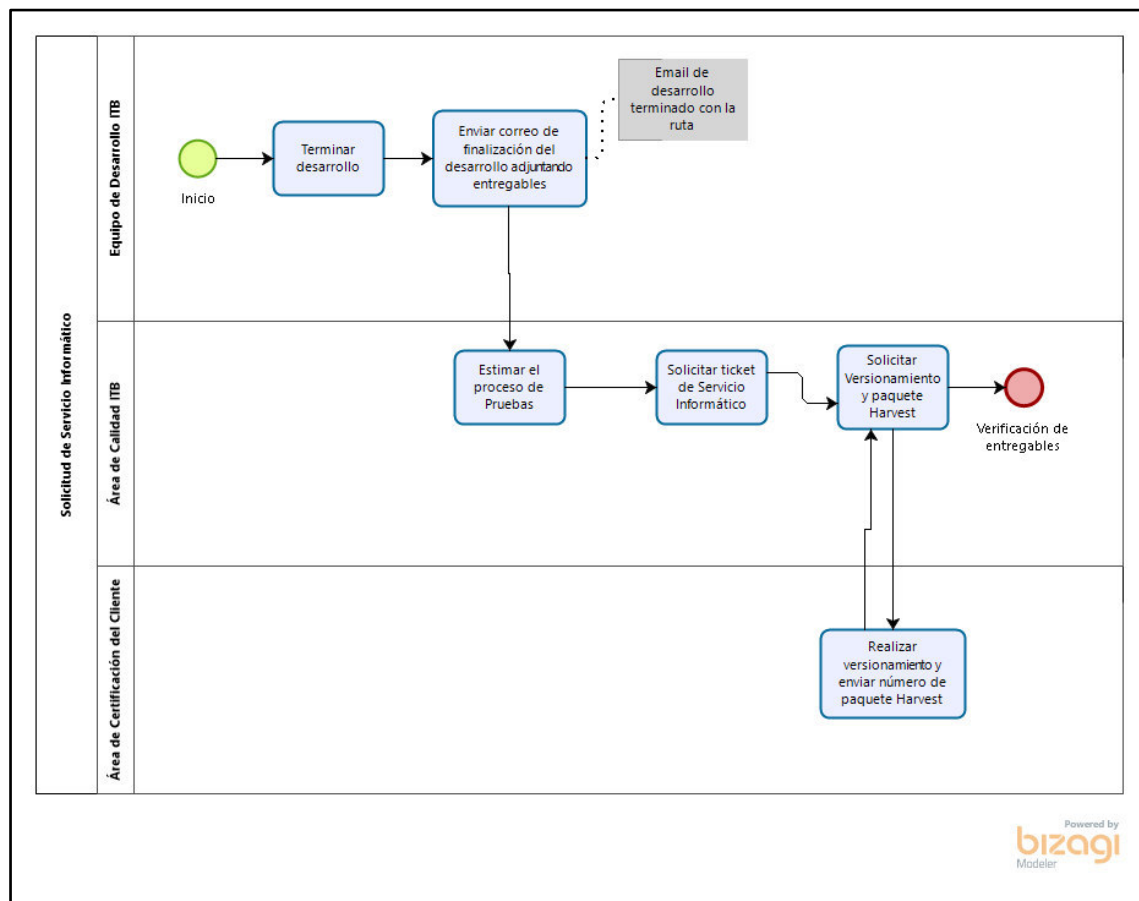 Solicitud de Servicio Informático
Equipo de Desarrollo ITB
Inicio
Terminar
desarrollo
Enviar correo de
finalización del
desarrollo adjuntando
entregables
Email de
desarrollo
terminado con la
ruta
Área de Calidad ITB
Estimar el
proceso de
Pruebas
Solicitar ticket
de Servicio
Informático
Solicitar
Versionamiento
y paquete
Harvest
Verificación de
entregables
Área de Certificación del Cliente
Realizar
versionamiento y
enviar número de
paquete Harvest
Powered by
bizagi
Modeler